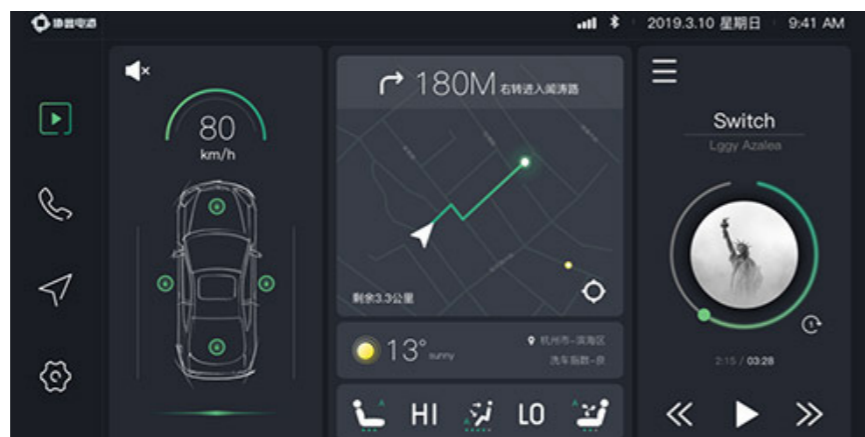 2019.3.10 星期日
9:41 AM
80
km/h
180M 右转进入闻涛路
剩余3.3公里
13° sunny
杭州市-滨海区
洗车指数-良
HI
LO
Switch
Lggy Azalea
1
2:15 / 03:28